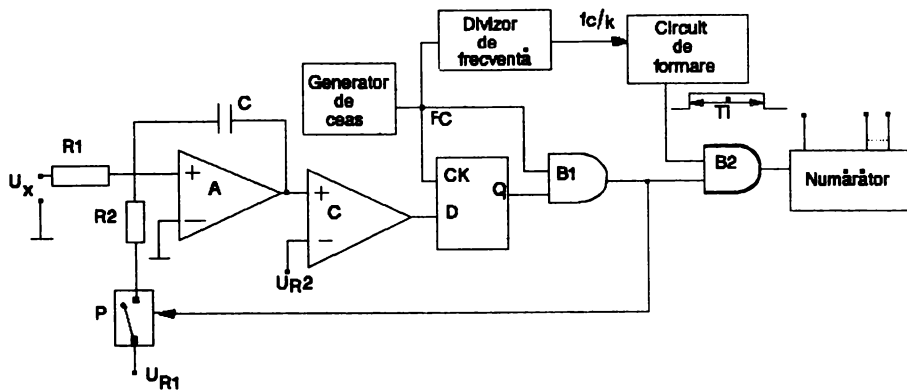 Divizor
de
frecventă
fc/k
Circuit
de
formare
Generator
de
ceas
FC
Ti
C
R1
Ux
R2
+
A
−
+
C
−
UR2
CK
Q
D
B1
B2
Numărător
P
UR1